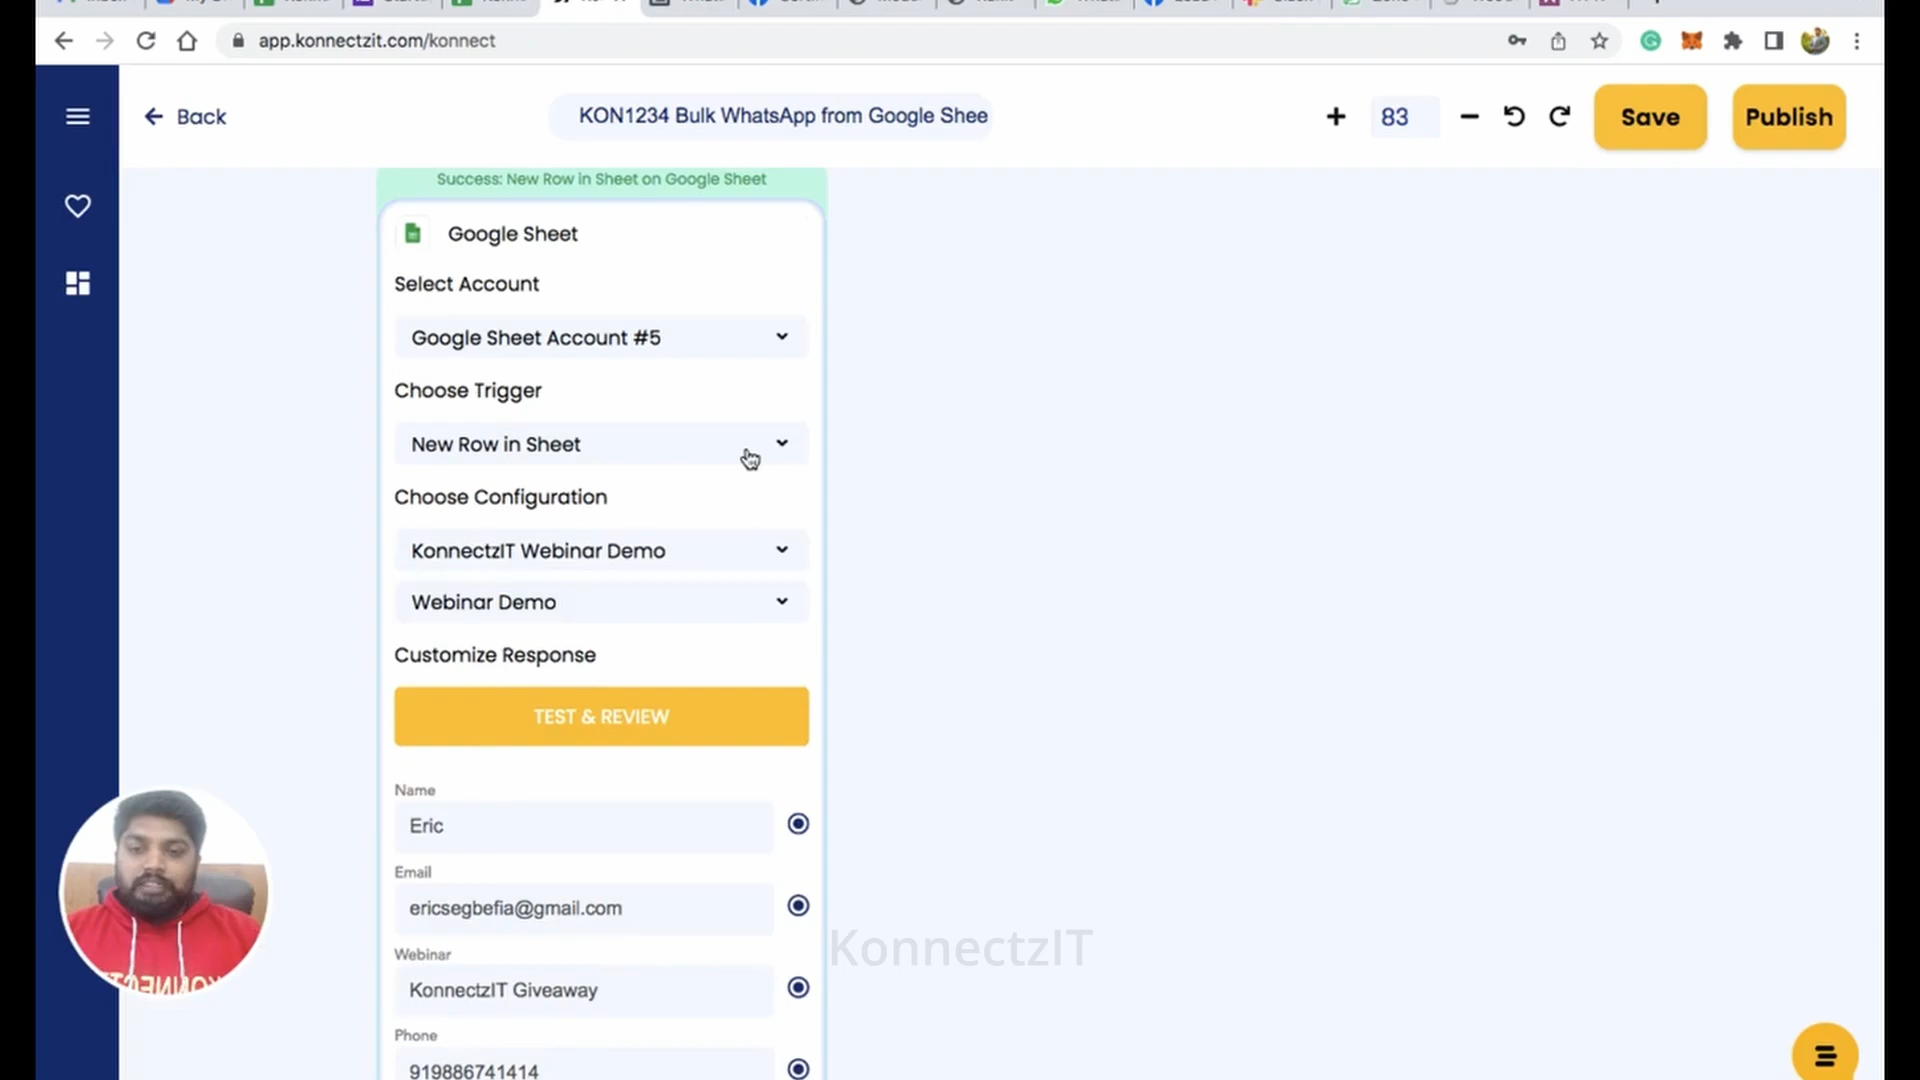 app.konnectzit.com/konnect
Back
KON1234 Bulk WhatsApp from Google Shee
83
Save
Publish
Success: New Row in Sheet on Google Sheet
Google Sheet
Select Account
Google Sheet Account #5
Choose Trigger
New Row in Sheet
Choose Configuration
KonnectzIT Webinar Demo
Webinar Demo
Customize Response
TEST & REVIEW
Name
Eric
Email
ericsegbefia@gmail.com
Webinar
KonnectzIT Giveaway
Phone
919886741414
KonnectzIT